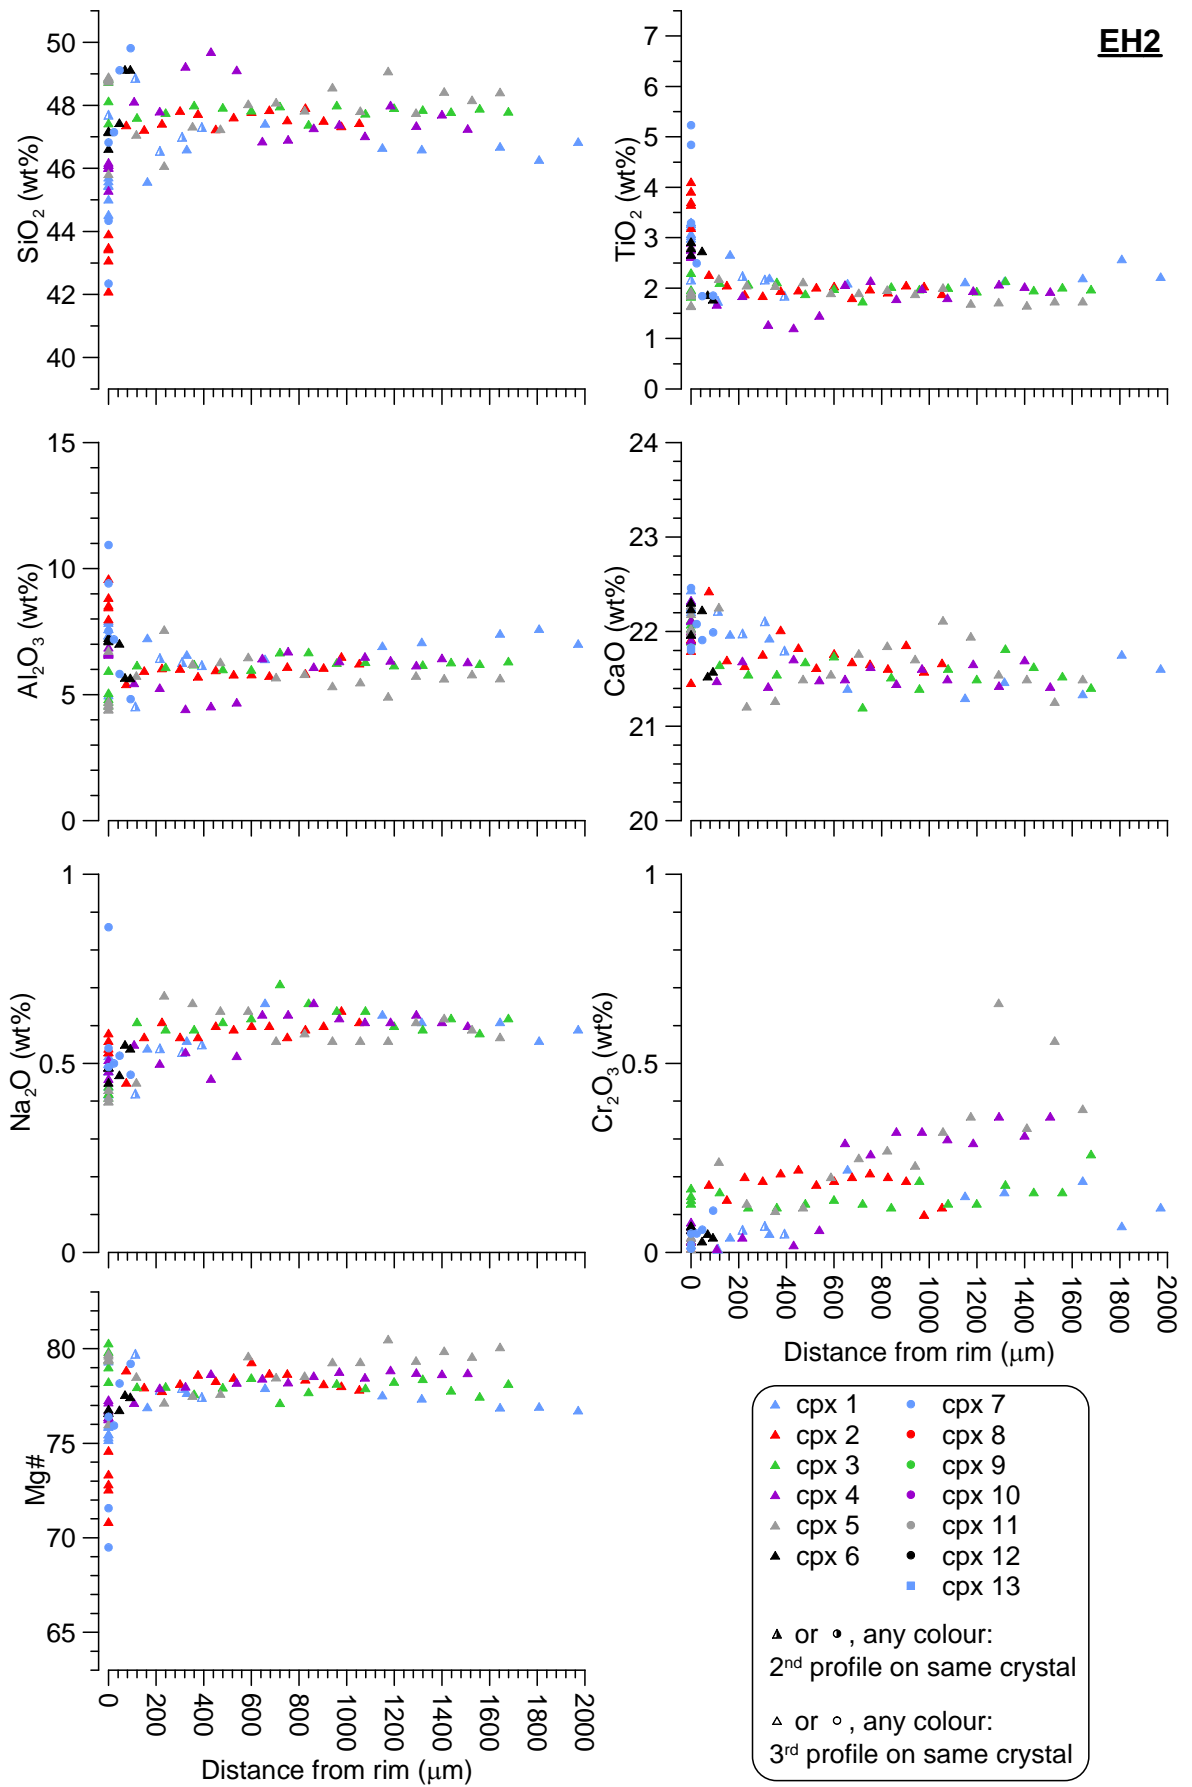 EH2
50
48
46
44
42
40
SiO2 (wt%)
7
6
5
4
3
2
1
0
TiO2 (wt%)
15
10
5
0
Al2O3 (wt%)
24
23
22
21
20
CaO (wt%)
1
0.5
0
Na2O (wt%)
1
0.5
0
Cr2O3 (wt%)
0 200 400 600 800 1000 1200 1400 1600 1800 2000
Distance from rim (μm)
80
75
70
65
Mg#
0 200 400 600 800 1000 1200 1400 1600 1800 2000
Distance from rim (μm)
cpx 1 cpx 7
cpx 2 cpx 8
cpx 3 cpx 9
cpx 4 cpx 10
cpx 5 cpx 11
cpx 6 cpx 12
cpx 13
or , any colour:
2nd profile on same crystal
or , any colour:
3rd profile on same crystal